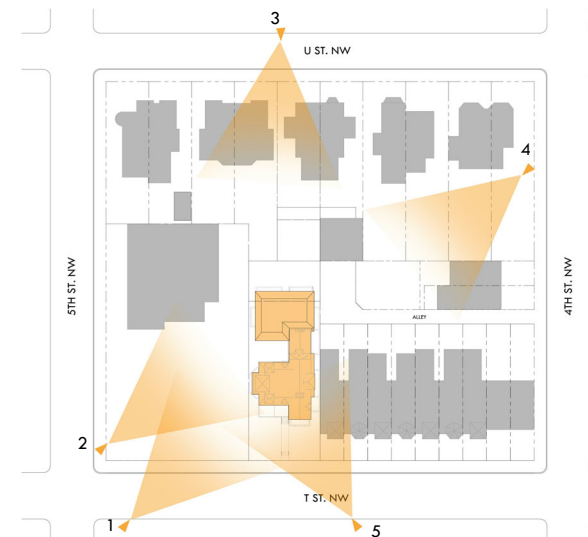 3
U ST. NW
4
5TH ST. NW
4TH ST. NW
ALLEY
2
T ST. NW
1
5